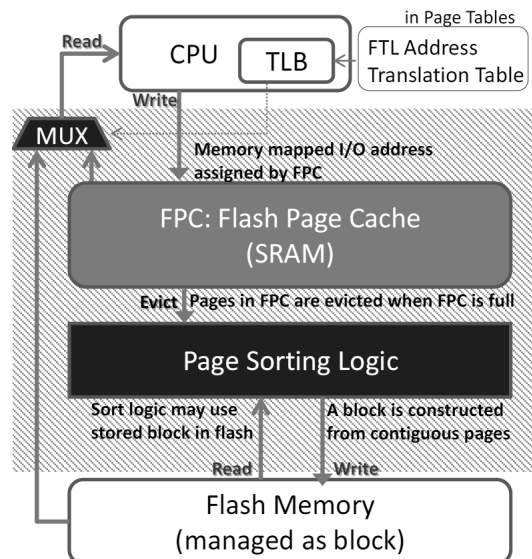 in Page Tables
Read
CPU
TLB
FTL Address
Translation Table
Write
MUX
Memory mapped I/O address
assigned by FPC
FPC: Flash Page Cache
(SRAM)
Evict
Pages in FPC are evicted when FPC is full
Page Sorting Logic
Sort logic may use
stored block in flash
A block is constructed
from contiguous pages
Read
Write
Flash Memory
(managed as block)